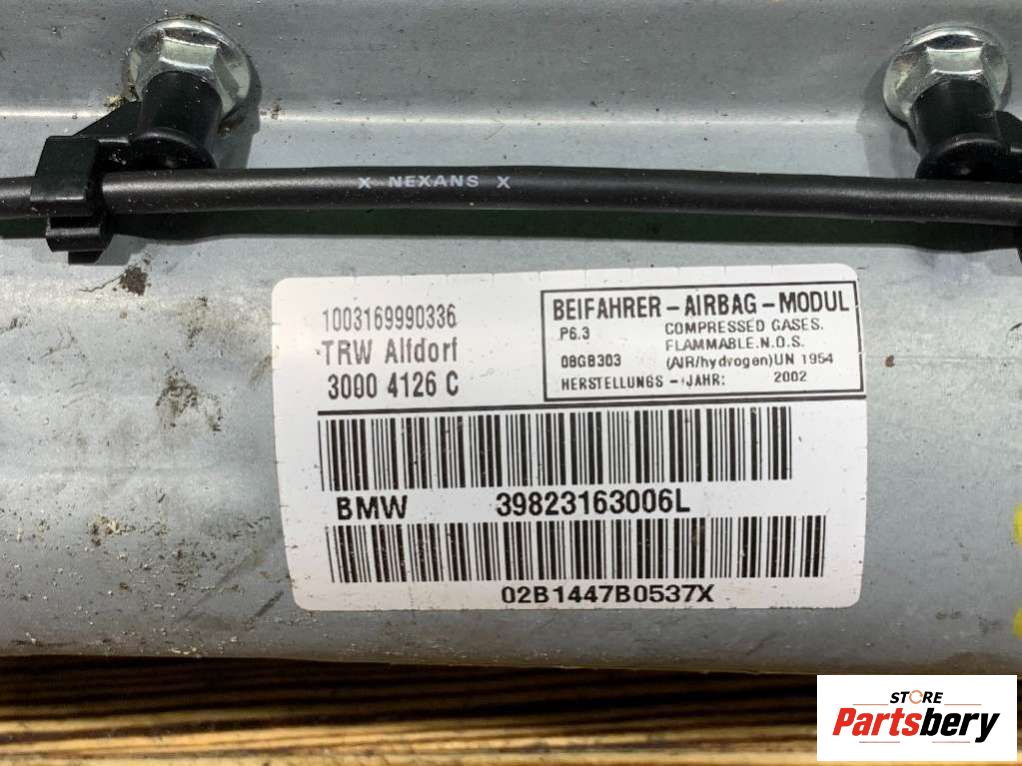 X NEXANS X
1003169990336
TRW Alfdorf
3000 4126 C
BEIFAHRER-AIRBAG-MODUL
P6.3 COMPRESSED GASES.
FLAMMABLE.N.O.S.
08GB303 (AIR/hydrogen)UN 1954
HERSTELLUNGS - JAHR: 2002
BMW 39823163006L
02B1447B0537X
STORE
Partsbery